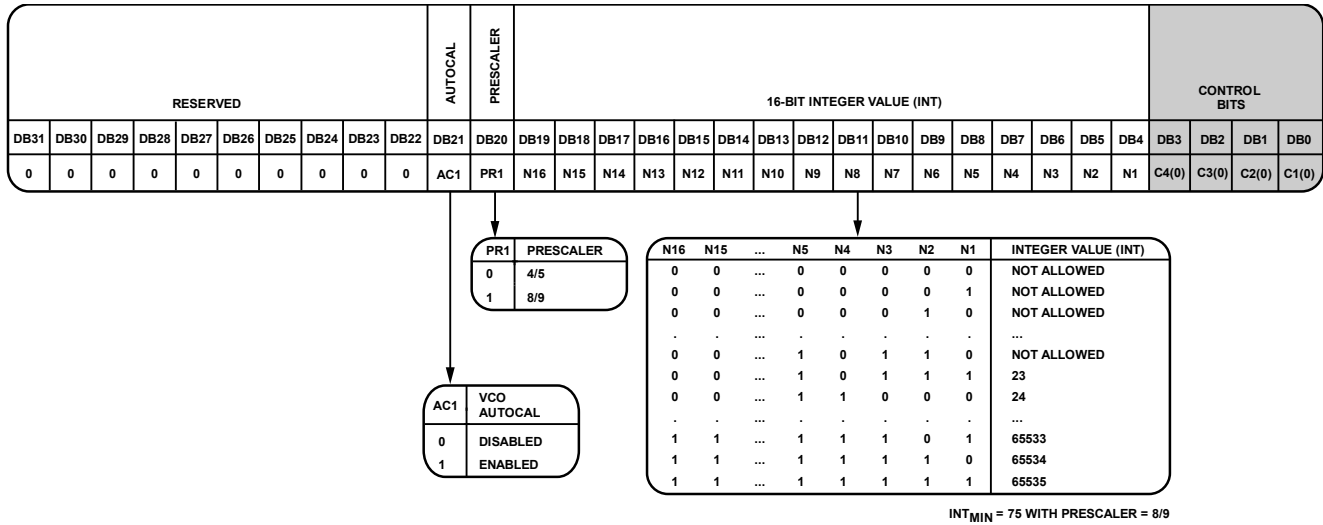 RESERVED AUTOCAL PRESCALER 16-BIT INTEGER VALUE (INT) CONTROL BITS
DB31 DB30 DB29 DB28 DB27 DB26 DB25 DB24 DB23 DB22 DB21 DB20 DB19 DB18 DB17 DB16 DB15 DB14 DB13 DB12 DB11 DB10 DB9 DB8 DB7 DB6 DB5 DB4 DB3 DB2 DB1 DB0
0 0 0 0 0 0 0 0 0 0 AC1 PR1 N16 N15 N14 N13 N12 N11 N10 N9 N8 N7 N6 N5 N4 N3 N2 N1 C4(0) C3(0) C2(0) C1(0)
PR1 PRESCALER
0 4/5
1 8/9
AC1 VCO AUTOCAL
0 DISABLED
1 ENABLED
N16 N15 ... N5 N4 N3 N2 N1 INTEGER VALUE (INT)
0 0 ... 0 0 0 0 0 NOT ALLOWED
0 0 ... 0 0 0 0 1 NOT ALLOWED
0 0 ... 0 0 0 1 0 NOT ALLOWED
. . ... . . . . . ...
0 0 ... 1 0 1 1 0 NOT ALLOWED
0 0 ... 1 0 1 1 1 23
0 0 ... 1 1 0 0 0 24
. . ... . . . . . ...
1 1 ... 1 1 1 0 1 65533
1 1 ... 1 1 1 1 0 65534
1 1 ... 1 1 1 1 1 65535
INTMIN = 75 WITH PRESCALER = 8/9